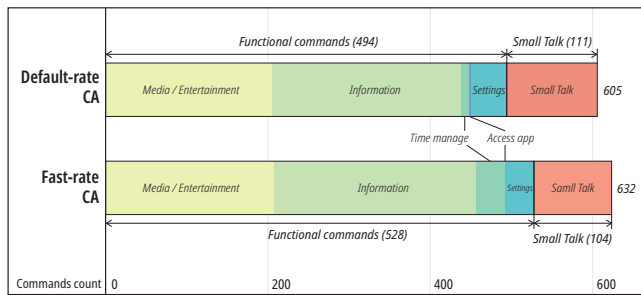 Functional commands (494) Small Talk (111)
Default-rate CA
Media / Entertainment Information Settings Small Talk 605
Time manage Access app
Fast-rate CA
Media / Entertainment Information Settings Samll Talk 632
Functional commands (528) Small Talk (104)
Commands count 0 200 400 600